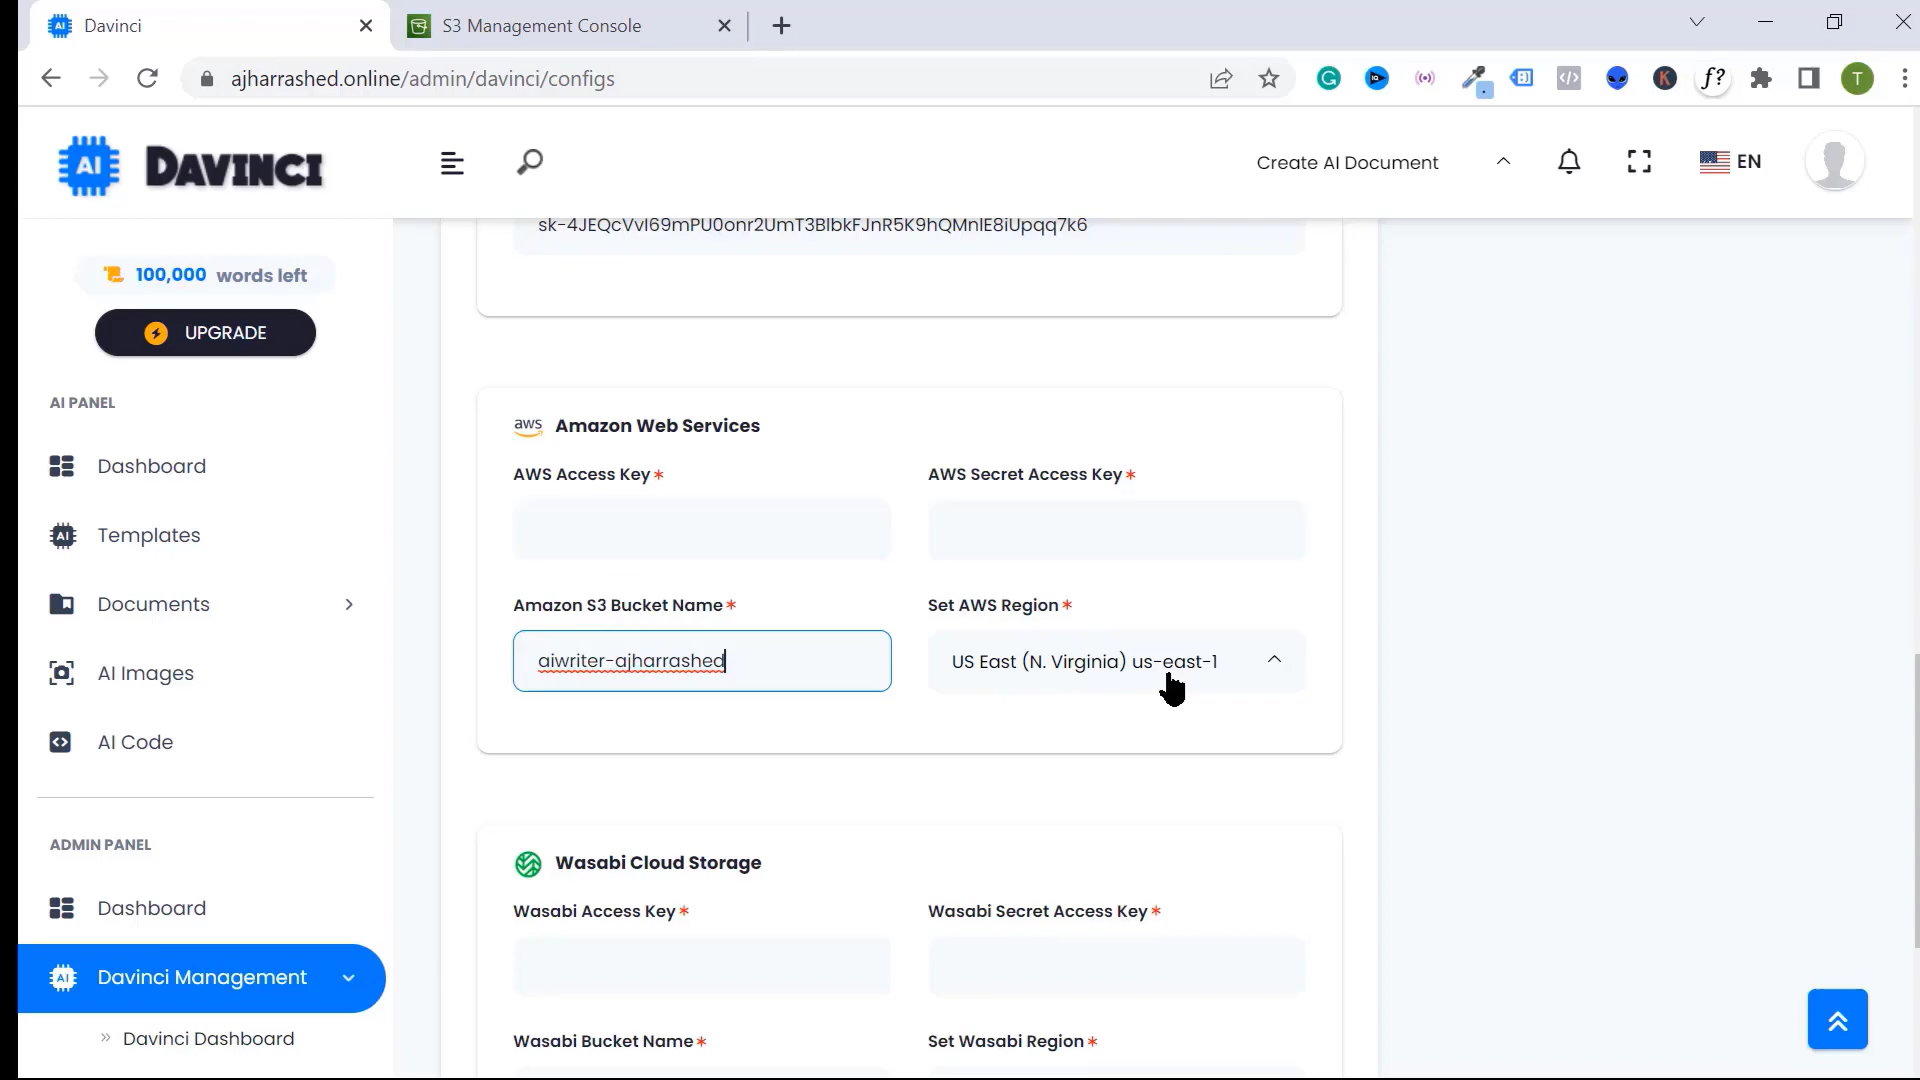 Davinci
S3 Management Console
ajharrashed.online/admin/davinci/configs
T
AI DAVINCI
Create AI Document
EN
100,000 words left
UPGRADE
AI PANEL
Dashboard
Templates
Documents
AI Images
AI Code
ADMIN PANEL
Dashboard
Davinci Management
Davinci Dashboard
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
aws Amazon Web Services
AWS Access Key *
AWS Secret Access Key *
Amazon S3 Bucket Name *
Set AWS Region *
aiwriter-ajharrashed
US East (N. Virginia) us-east-1
Wasabi Cloud Storage
Wasabi Access Key *
Wasabi Secret Access Key *
Wasabi Bucket Name *
Set Wasabi Region *